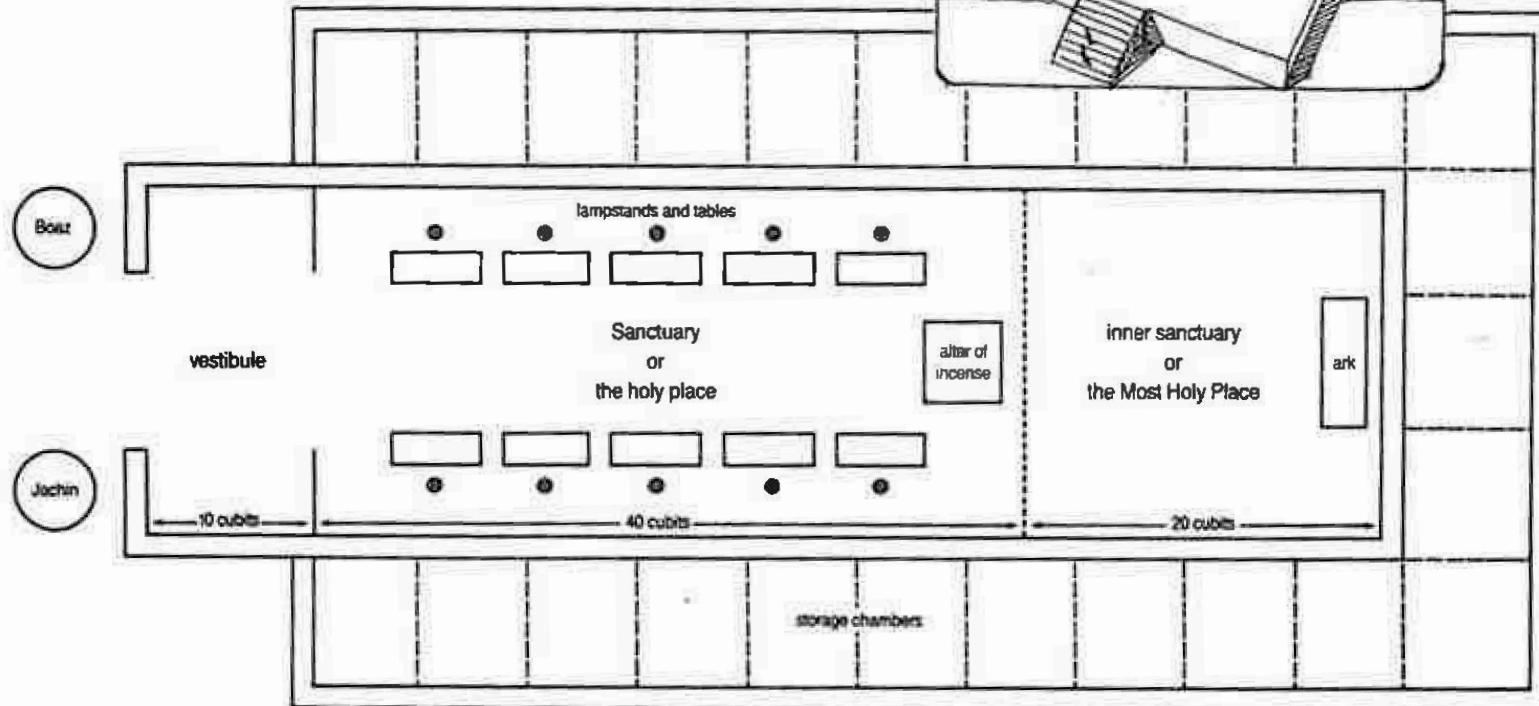 Boaz
lampstands and tables
vestibule
Sanctuary
or
the holy place
altar of
incense
inner sanctuary
or
the Most Holy Place
ark
Jachin
10 cubits
40 cubits
20 cubits
storage chambers